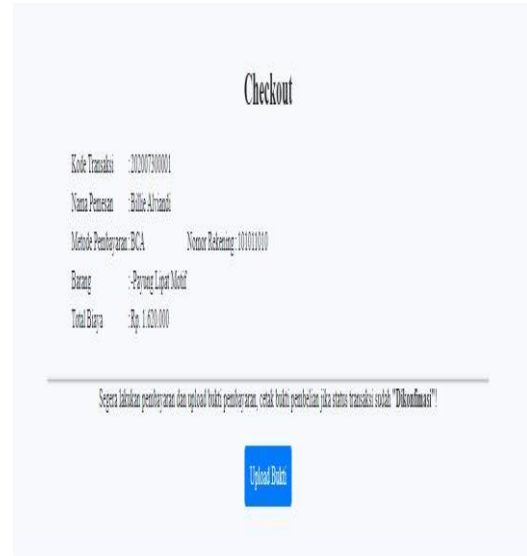 Checkout
Kode Transaksi :202007300001
Nama Pemesan :Billie Alviandi
Metode Pembayaran:BCA Nomor Rekening:101011010
Barang :-Payung Lipat Motif
Total Biaya :Rp. 1.620.000
Segera lakukan pembayaran dan upload bukti pembayaran, cetak bukti pembelian jika status transaksi sudah "Dikonfimasi"!
Upload Bukti